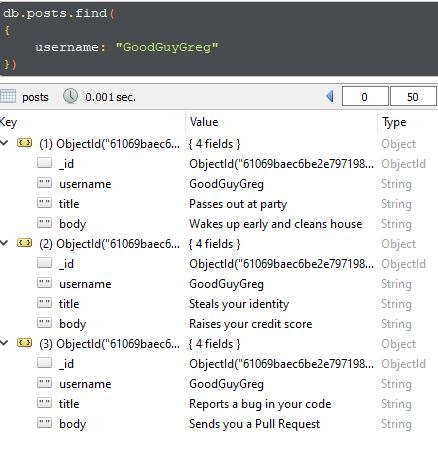 db.posts.find(
{
    username: "GoodGuyGreg"
})
posts 0.001 sec. 0 50
Key Value Type
(1) ObjectId("61069baec6... { 4 fields } Object
_id ObjectId("61069baec6be2e797198... ObjectId
username GoodGuyGreg String
title Passes out at party String
body Wakes up early and cleans house String
(2) ObjectId("61069baec6... { 4 fields } Object
_id ObjectId("61069baec6be2e797198... ObjectId
username GoodGuyGreg String
title Steals your identity String
body Raises your credit score String
(3) ObjectId("61069baec6... { 4 fields } Object
_id ObjectId("61069baec6be2e797198... ObjectId
username GoodGuyGreg String
title Reports a bug in your code String
body Sends you a Pull Request String